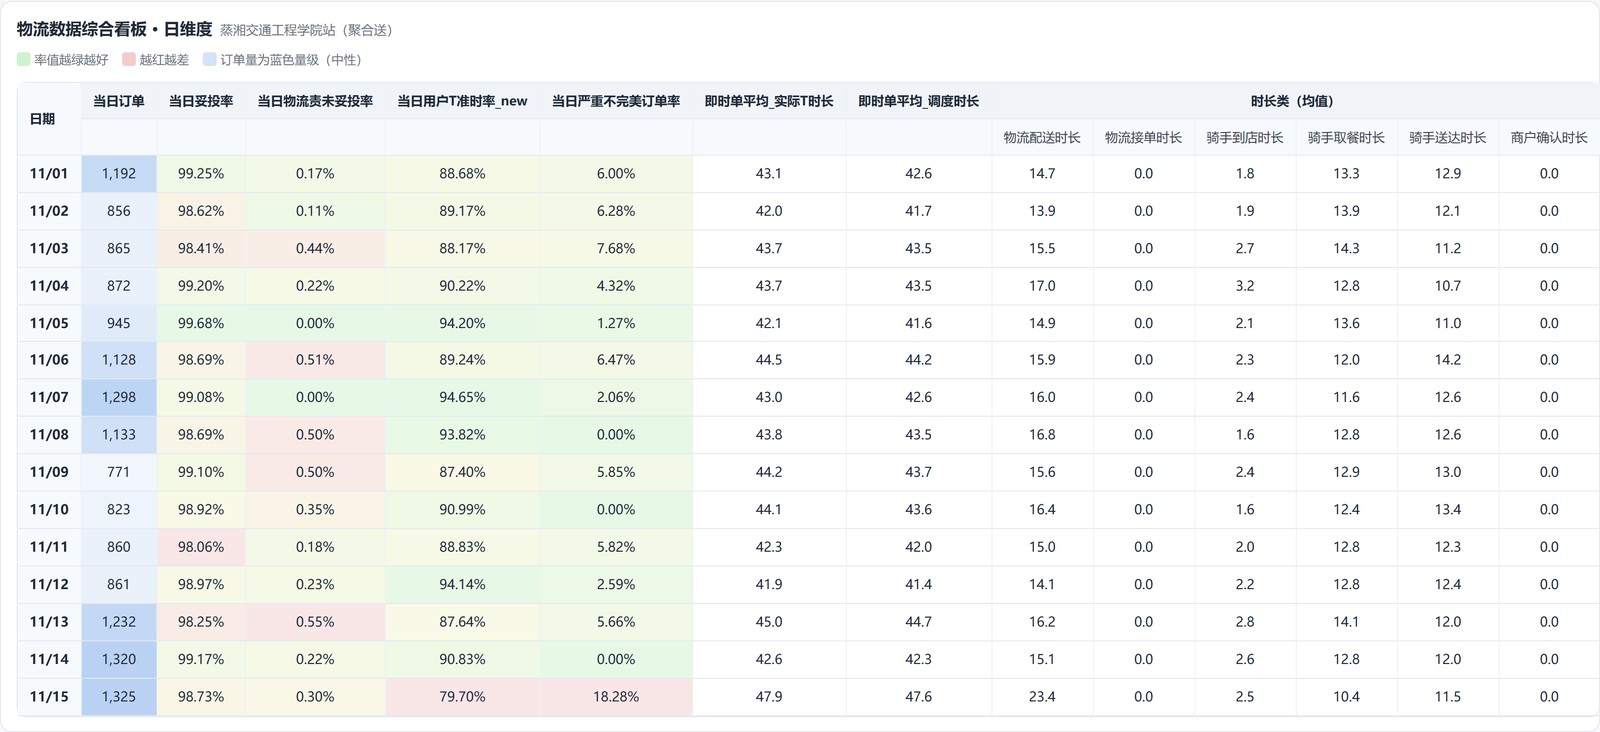 物流数据综合看板 • 日维度 蒸湘交通工程学院站（聚合送）
率值越绿越好 越红越差 订单量为蓝色量级（中性）
日期 当日订单 当日妥投率 当日物流责未妥投率 当日用户T准时率_new 当日严重不完美订单率 即时单平均_实际T时长 即时单平均_调度时长 时长类（均值）
物流配送时长 物流接单时长 骑手到店时长 骑手取餐时长 骑手送达时长 商户确认时长
11/01 1,192 99.25% 0.17% 88.68% 6.00% 43.1 42.6 14.7 0.0 1.8 13.3 12.9 0.0
11/02 856 98.62% 0.11% 89.17% 6.28% 42.0 41.7 13.9 0.0 1.9 13.9 12.1 0.0
11/03 865 98.41% 0.44% 88.17% 7.68% 43.7 43.5 15.5 0.0 2.7 14.3 11.2 0.0
11/04 872 99.20% 0.22% 90.22% 4.32% 43.7 43.5 17.0 0.0 3.2 12.8 10.7 0.0
11/05 945 99.68% 0.00% 94.20% 1.27% 42.1 41.6 14.9 0.0 2.1 13.6 11.0 0.0
11/06 1,128 98.69% 0.51% 89.24% 6.47% 44.5 44.2 15.9 0.0 2.3 12.0 14.2 0.0
11/07 1,298 99.08% 0.00% 94.65% 2.06% 43.0 42.6 16.0 0.0 2.4 11.6 12.6 0.0
11/08 1,133 98.69% 0.50% 93.82% 0.00% 43.8 43.5 16.8 0.0 1.6 12.8 12.6 0.0
11/09 771 99.10% 0.50% 87.40% 5.85% 44.2 43.7 15.6 0.0 2.4 12.9 13.0 0.0
11/10 823 98.92% 0.35% 90.99% 0.00% 44.1 43.6 16.4 0.0 1.6 12.4 13.4 0.0
11/11 860 98.06% 0.18% 88.83% 5.82% 42.3 42.0 15.0 0.0 2.0 12.8 12.3 0.0
11/12 861 98.97% 0.23% 94.14% 2.59% 41.9 41.4 14.1 0.0 2.2 12.8 12.4 0.0
11/13 1,232 98.25% 0.55% 87.64% 5.66% 45.0 44.7 16.2 0.0 2.8 14.1 12.0 0.0
11/14 1,320 99.17% 0.22% 90.83% 0.00% 42.6 42.3 15.1 0.0 2.6 12.8 12.0 0.0
11/15 1,325 98.73% 0.30% 79.70% 18.28% 47.9 47.6 23.4 0.0 2.5 10.4 11.5 0.0